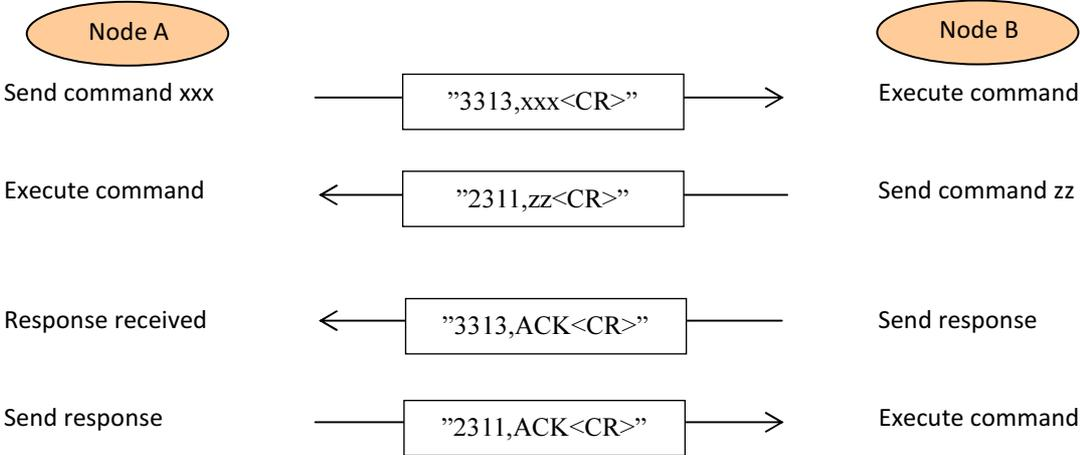 Node A
Node B
Send command xxx
”3313,xxx<CR>”
Execute command
Execute command
”2311,zz<CR>”
Send command zz
Response received
”3313,ACK<CR>”
Send response
Send response
”2311,ACK<CR>”
Execute command